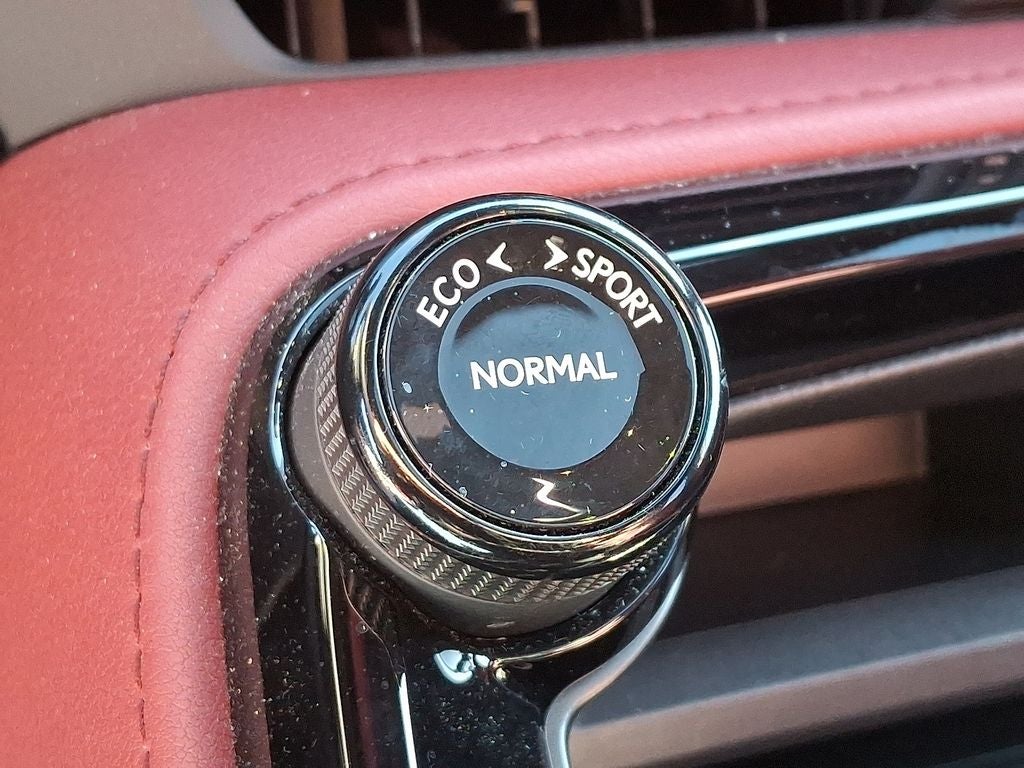 ECO < > SPORT
NORMAL